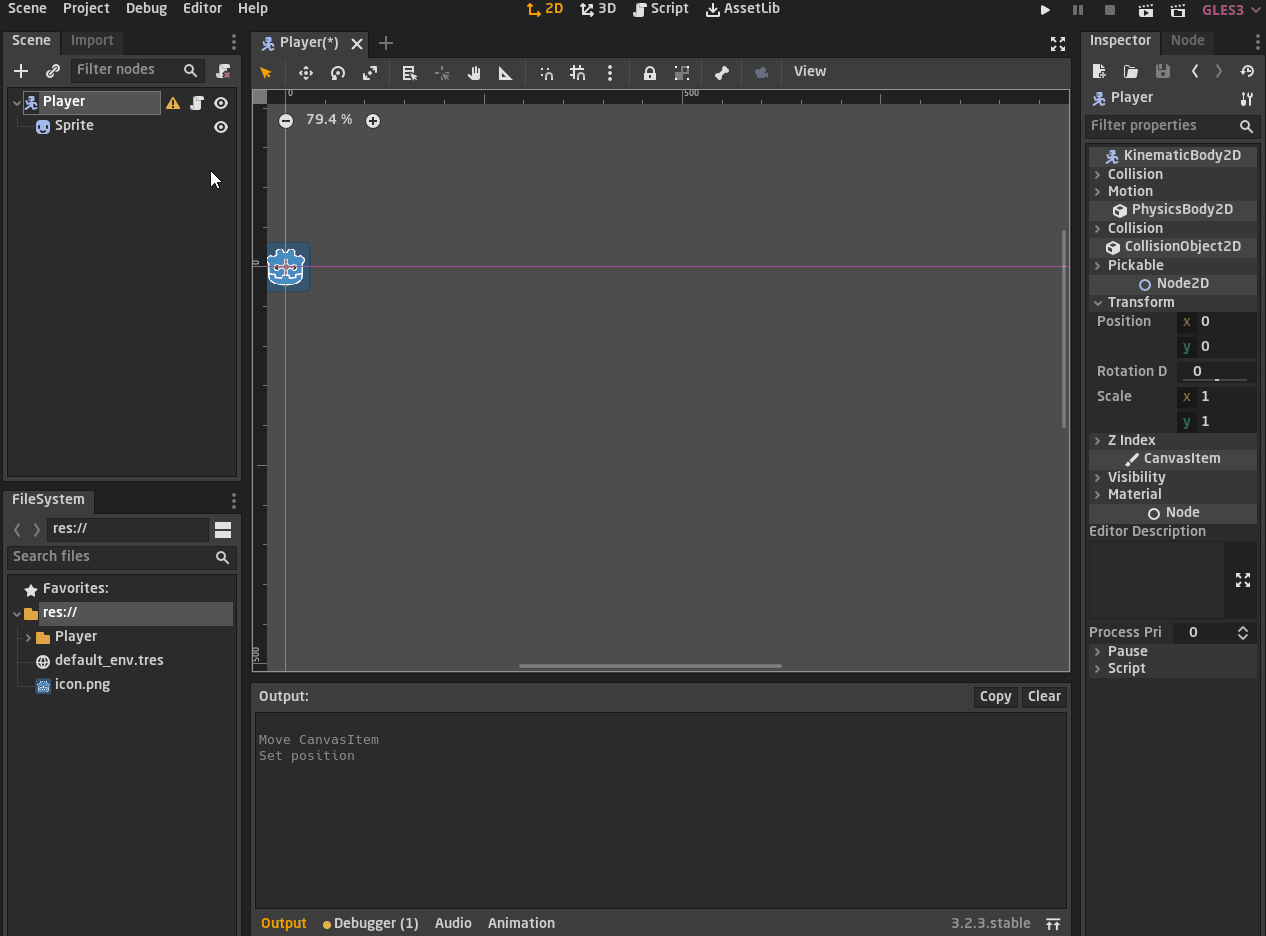 Scene Project Debug Editor Help
2D 3D Script AssetLib
GLES3
Scene Import
Filter nodes
Player
Sprite
FileSystem
res://
Search files
Favorites:
res://
Player
default_env.tres
icon.png
Player(*)
View
0 500
79.4 %
0
500
Output: Copy Clear
Move CanvasItem
Set position
Output Debugger (1) Audio Animation 3.2.3.stable
Inspector Node
Player
Filter properties
KinematicBody2D
Collision
Motion
PhysicsBody2D
Collision
CollisionObject2D
Pickable
Node2D
Transform
Position x 0
y 0
Rotation D 0
Scale x 1
y 1
Z Index
CanvasItem
Visibility
Material
Node
Editor Description
Process Pri 0
Pause
Script